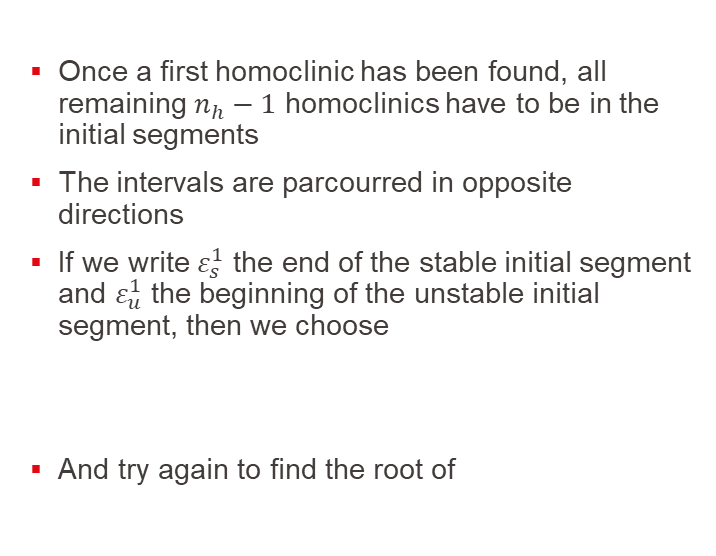 ▪ Once a first homoclinic has been found, all
remaining 𝑛ₕ − 1 homoclinics have to be in the
initial segments
▪ The intervals are parcourred in opposite
directions
▪ If we write 𝜀ₛ¹ the end of the stable initial segment
and 𝜀ᵤ¹ the beginning of the unstable initial
segment, then we choose
▪ And try again to find the root of